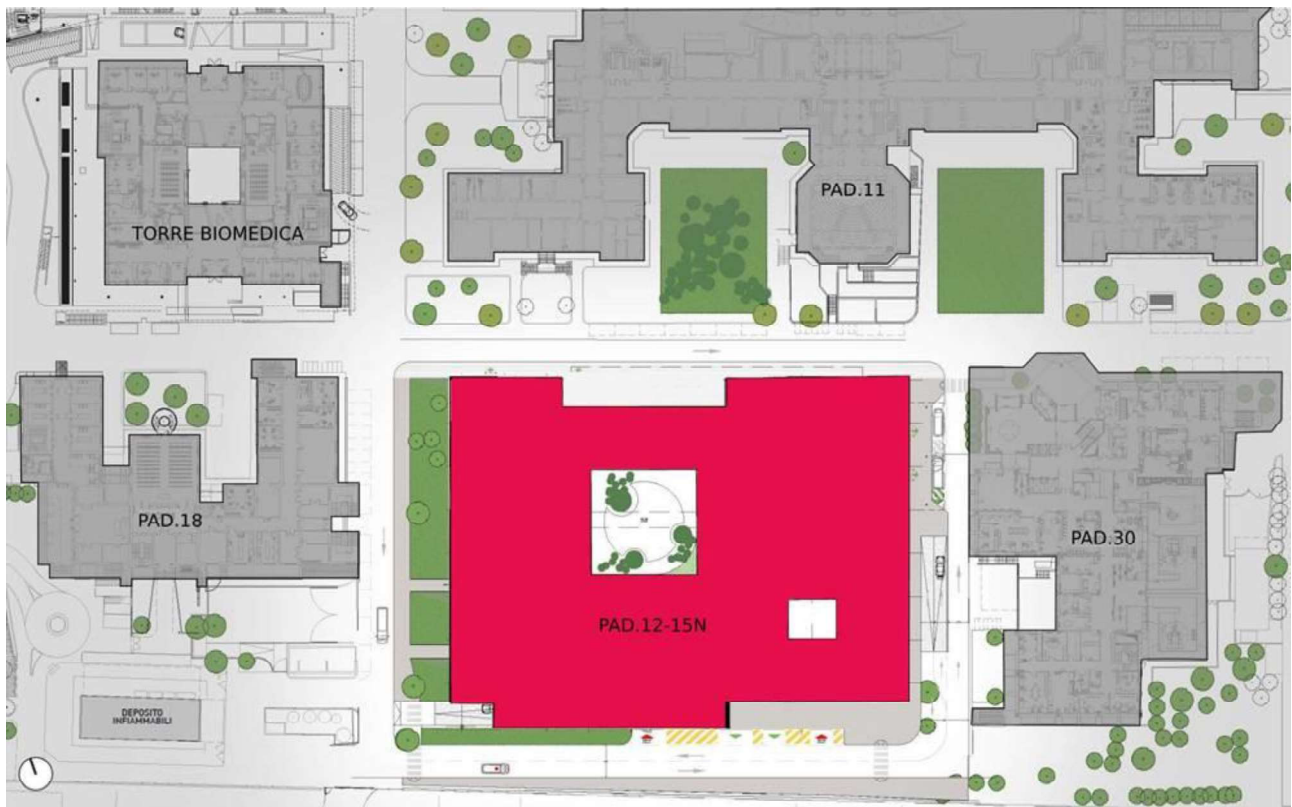 PAD.11
TORRE BIOMEDICA
PAD.18
PAD.30
PAD.12-15N
DEPOSITO
INFIAMMABILI